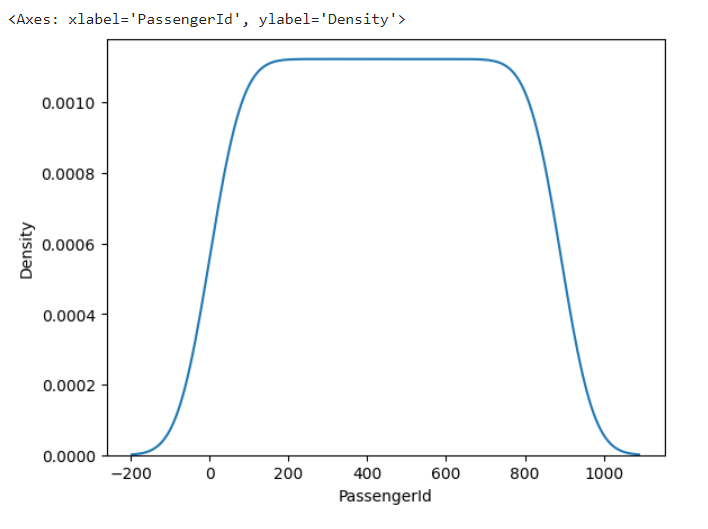 <Axes: xlabel='PassengerId', ylabel='Density'>
0.0010
0.0008
0.0006
0.0004
0.0002
0.0000
Density
−200 0 200 400 600 800 1000
PassengerId